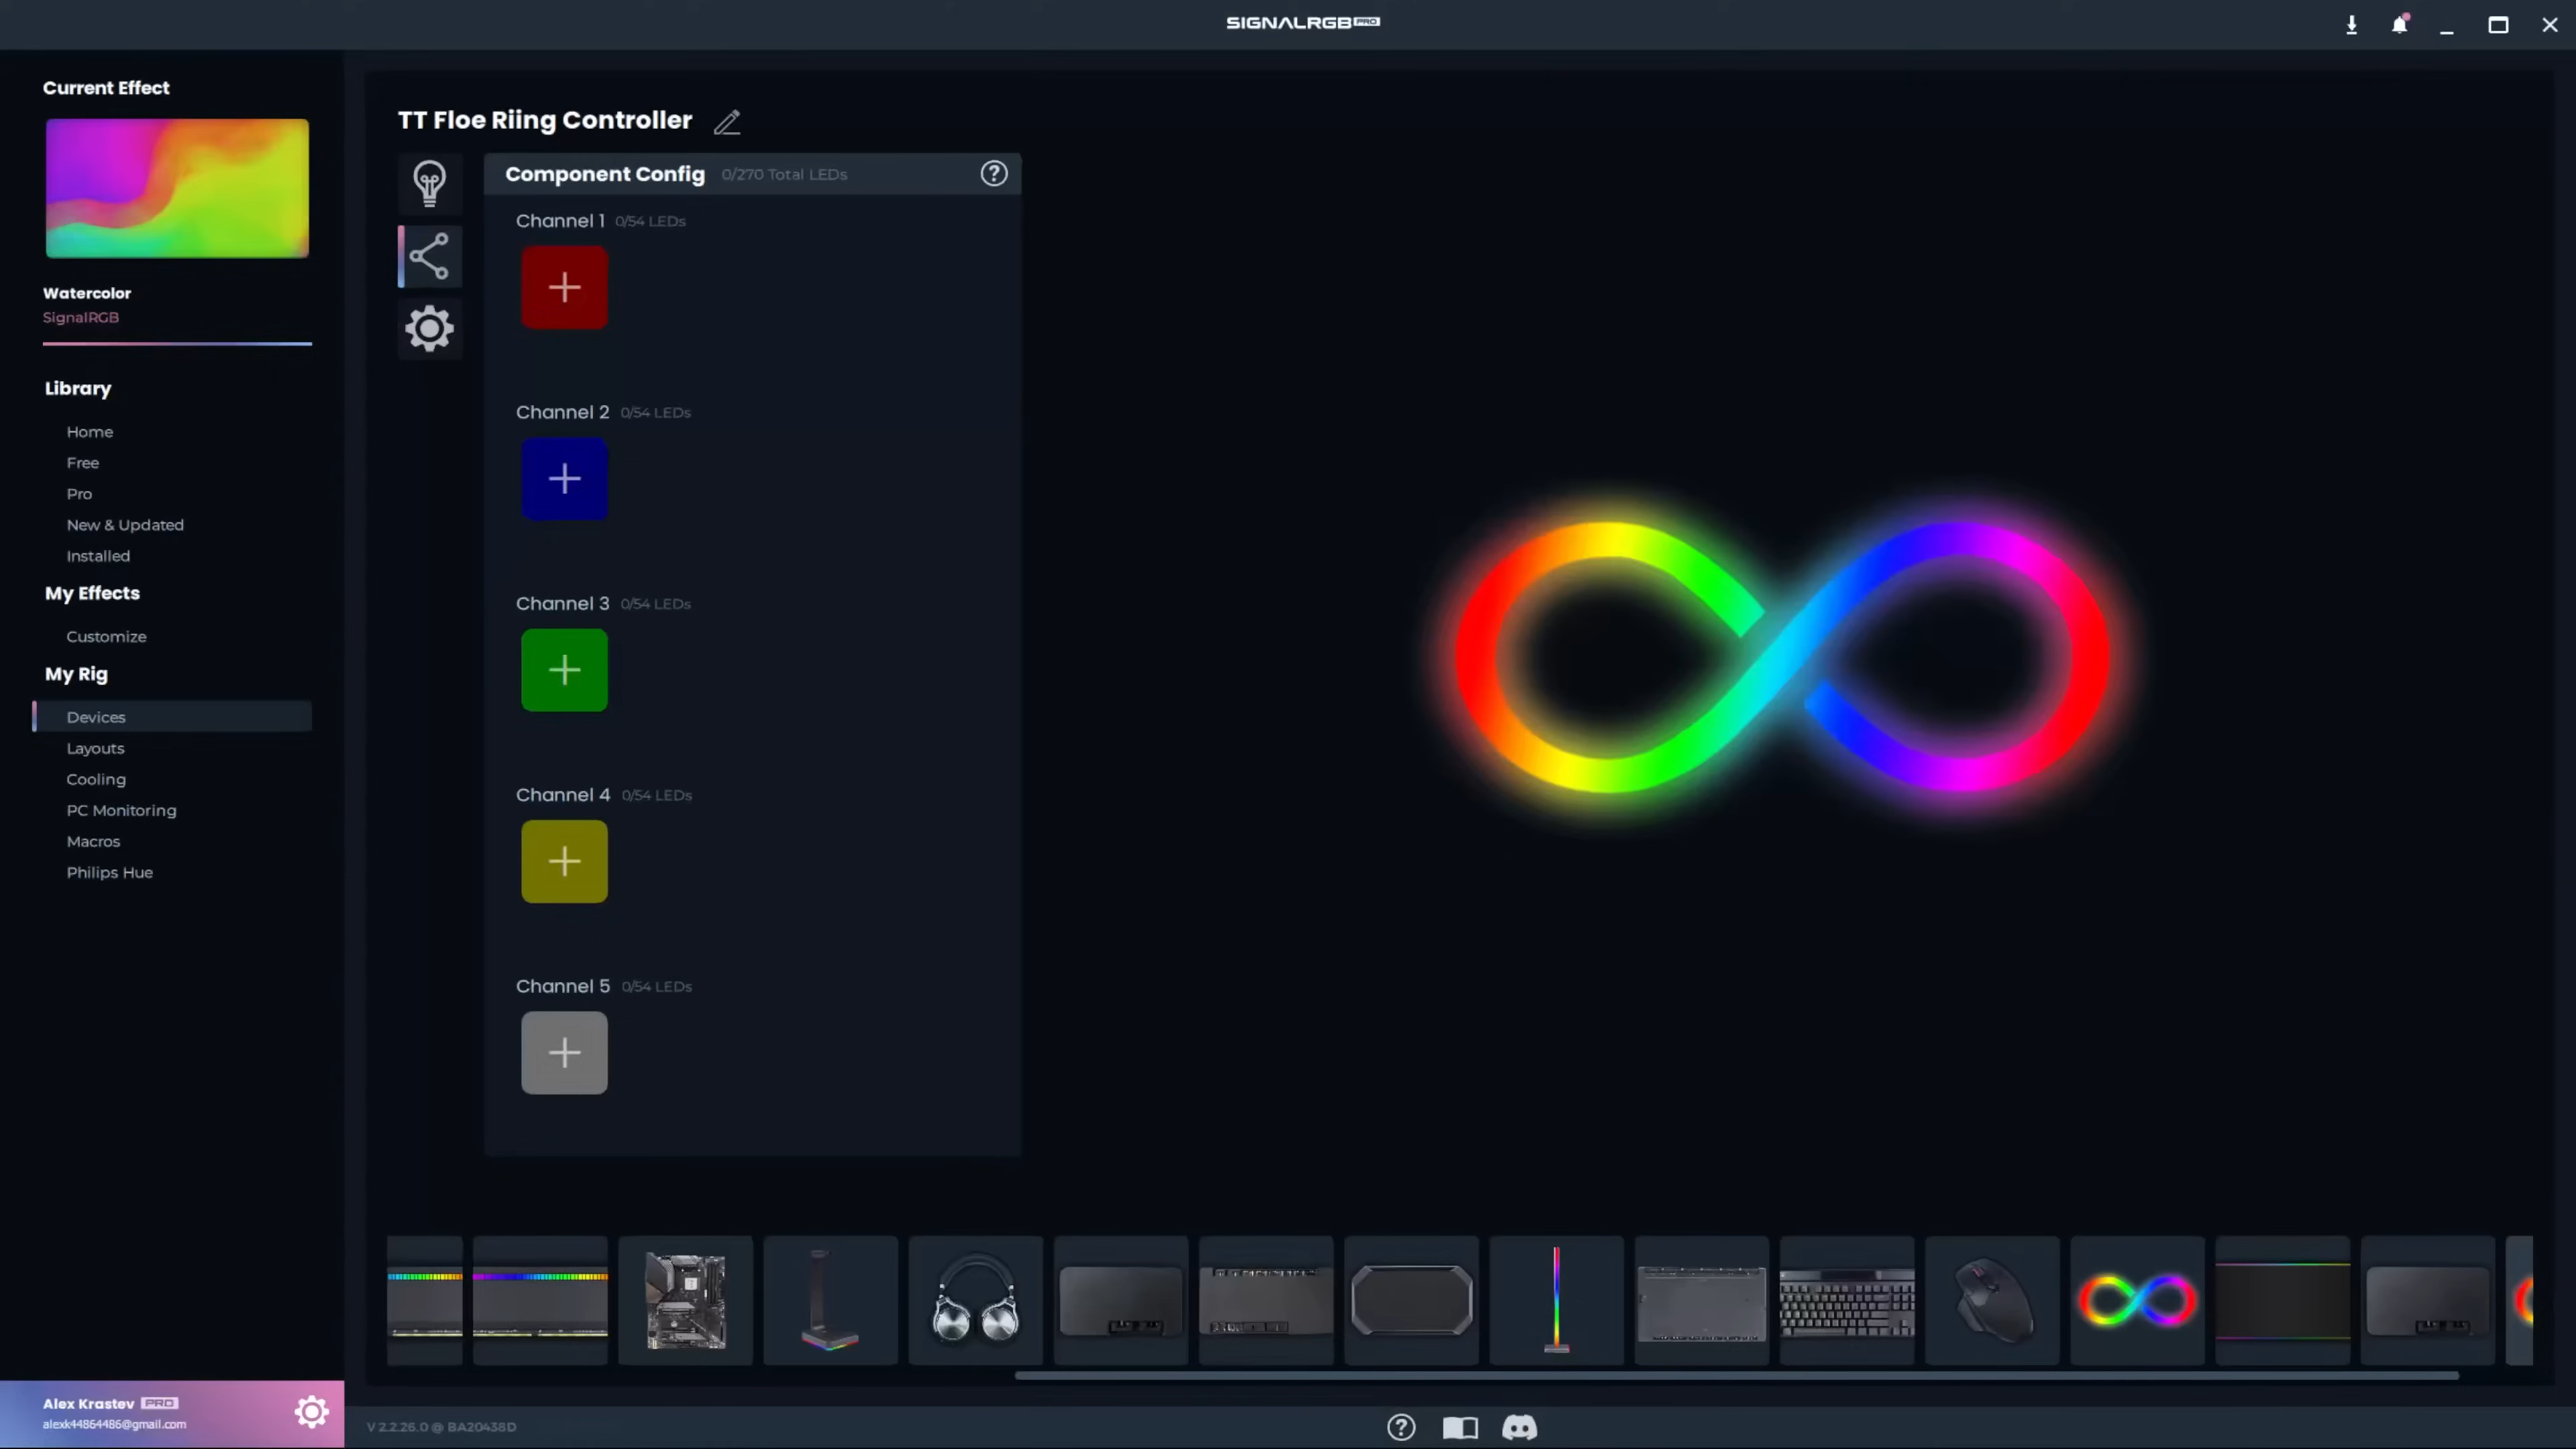 SIGNALRGB PRO
Current Effect
Watercolor
SignalRGB
Library
Home
Free
Pro
New & Updated
Installed
My Effects
Customize
My Rig
Devices
Layouts
Cooling
PC Monitoring
Macros
Philips Hue
Alex Krastev PRO
alexk44864486@gmail.com
TT Floe Riing Controller
Component Config 0/270 Total LEDs
Channel 1 0/54 LEDs
Channel 2 0/54 LEDs
Channel 3 0/54 LEDs
Channel 4 0/54 LEDs
Channel 5 0/54 LEDs
V 2.2.26.0 @ BA20438D